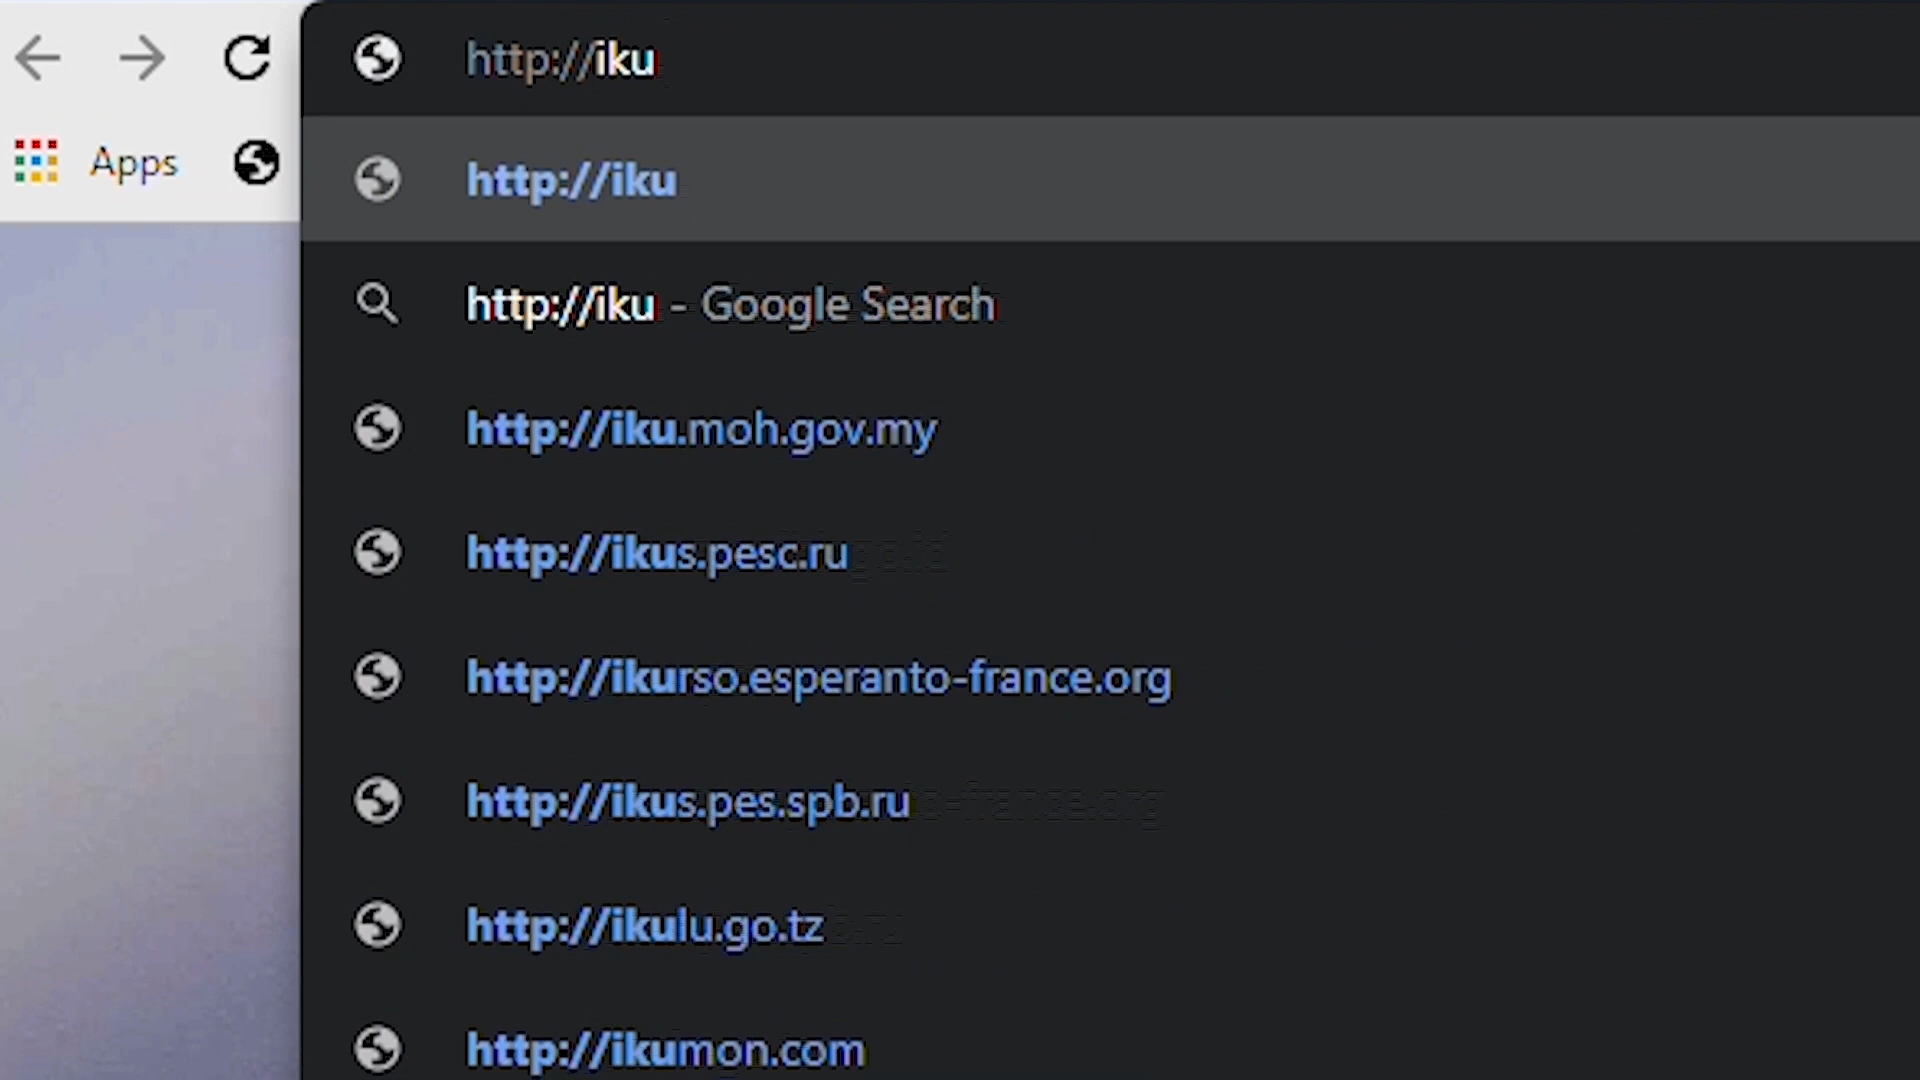 http://iku
Apps
http://iku
http://iku - Google Search
http://iku.moh.gov.my
http://ikus.pesc.ru
http://ikurso.esperanto-france.org
http://ikus.pes.spb.ru
http://ikulu.go.tz
http://ikumon.com